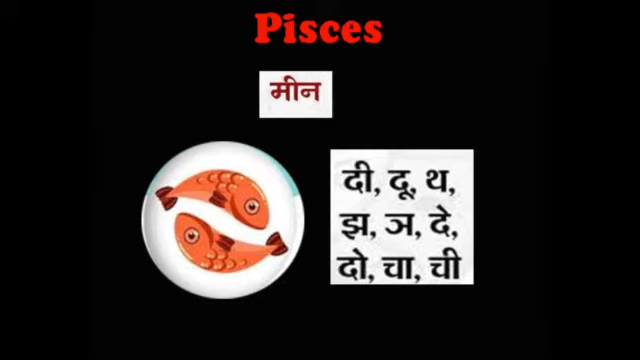 Pisces
मीन
दी, दू, थ,
झ, ञ, दे,
दो, चा, ची